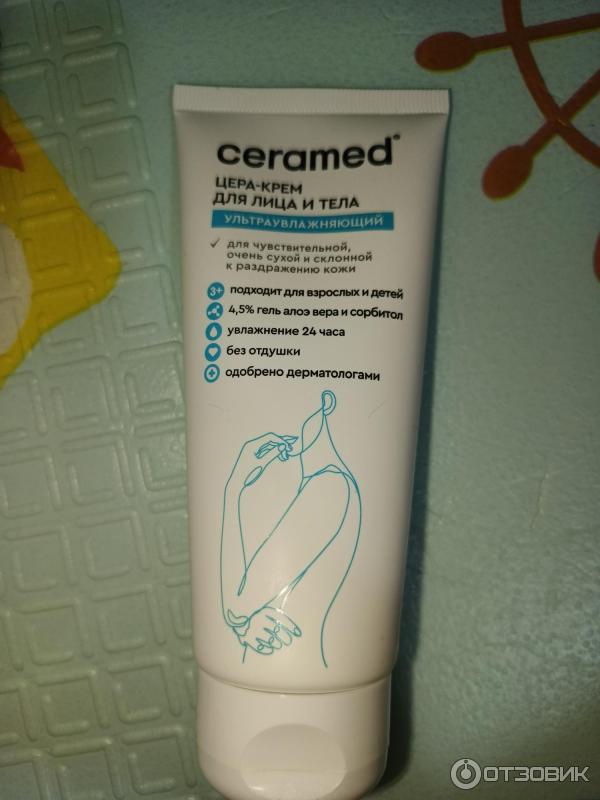 ceramed®
ЦЕРА-КРЕМ
ДЛЯ ЛИЦА И ТЕЛА
УЛЬТРАУВЛАЖНЯЮЩИЙ
✓ для чувствительной,
очень сухой и склонной
к раздражению кожи
3+ подходит для взрослых и детей
4,5% гель алоэ вера и сорбитол
увлажнение 24 часа
без отдушки
одобрено дерматологами
ОТЗОВИК